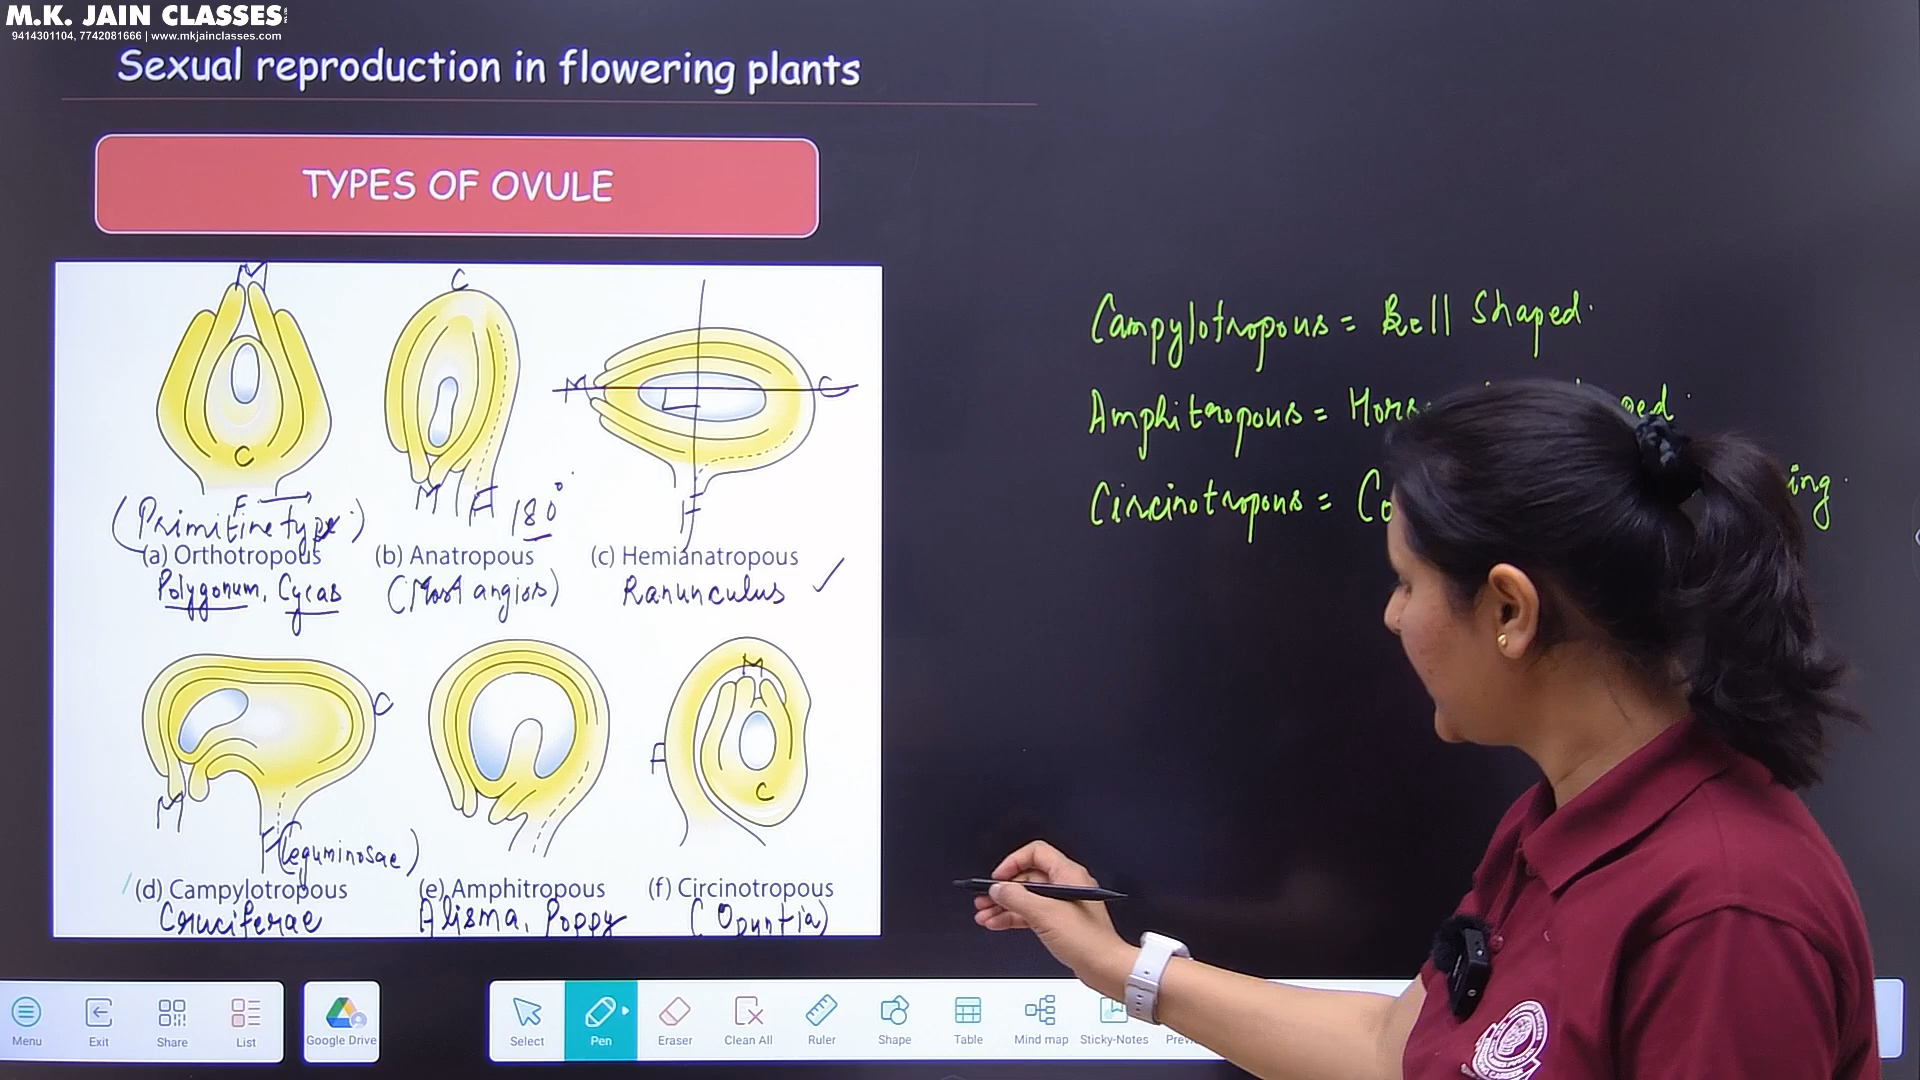 M.K. JAIN CLASSES
9414301104, 7742081666 | www.mkjainclasses.com
Sexual reproduction in flowering plants
TYPES OF OVULE
M
C
F
(Primitive type)
(a) Orthotropous
Polygonum, Cycas
C
M F 180°
(b) Anatropous
(Most angios)
M C
F
(c) Hemianatropous
Ranunculus ✓
C
M
F (Leguminosae)
(d) Campylotropous
Cruciferae
(e) Amphitropous
Alisma, Poppy
M
F
C
(f) Circinotropous
(Opuntia)
Campylotropous = Bell Shaped.
Amphitropous =
Circinotropous =
Menu
Exit
Share
List
Google Drive
Select
Pen
Eraser
Clean All
Ruler
Shape
Table
Mind map
Sticky-Notes